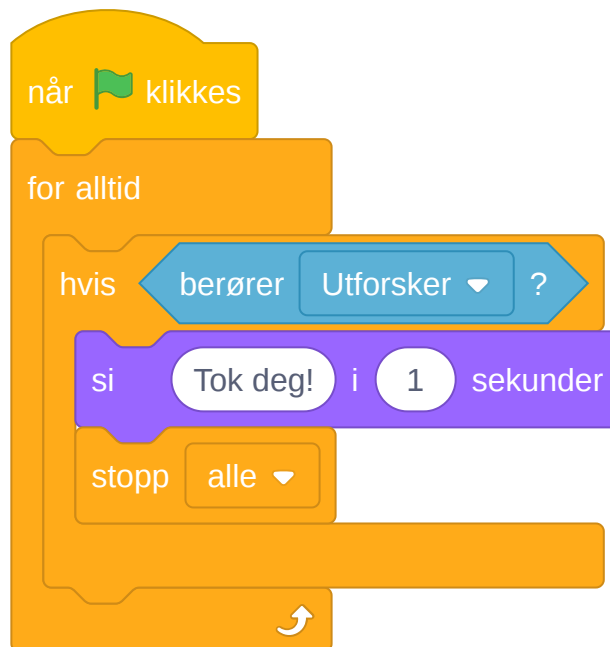 når klikkes
for alltid
hvis berører Utforsker ?
si Tok deg! i 1 sekunder
stopp alle